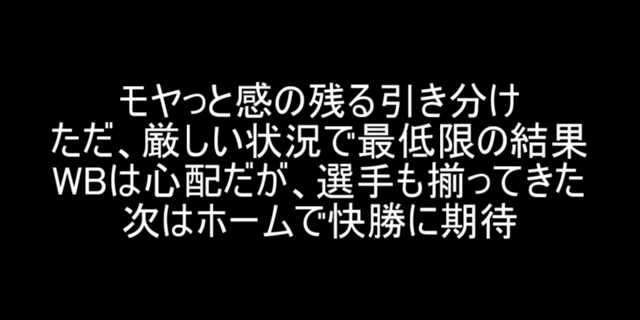 モヤっと感の残る引き分け
ただ、厳しい状況で最低限の結果
WBは心配だが、選手も揃ってきた
次はホームで快勝に期待